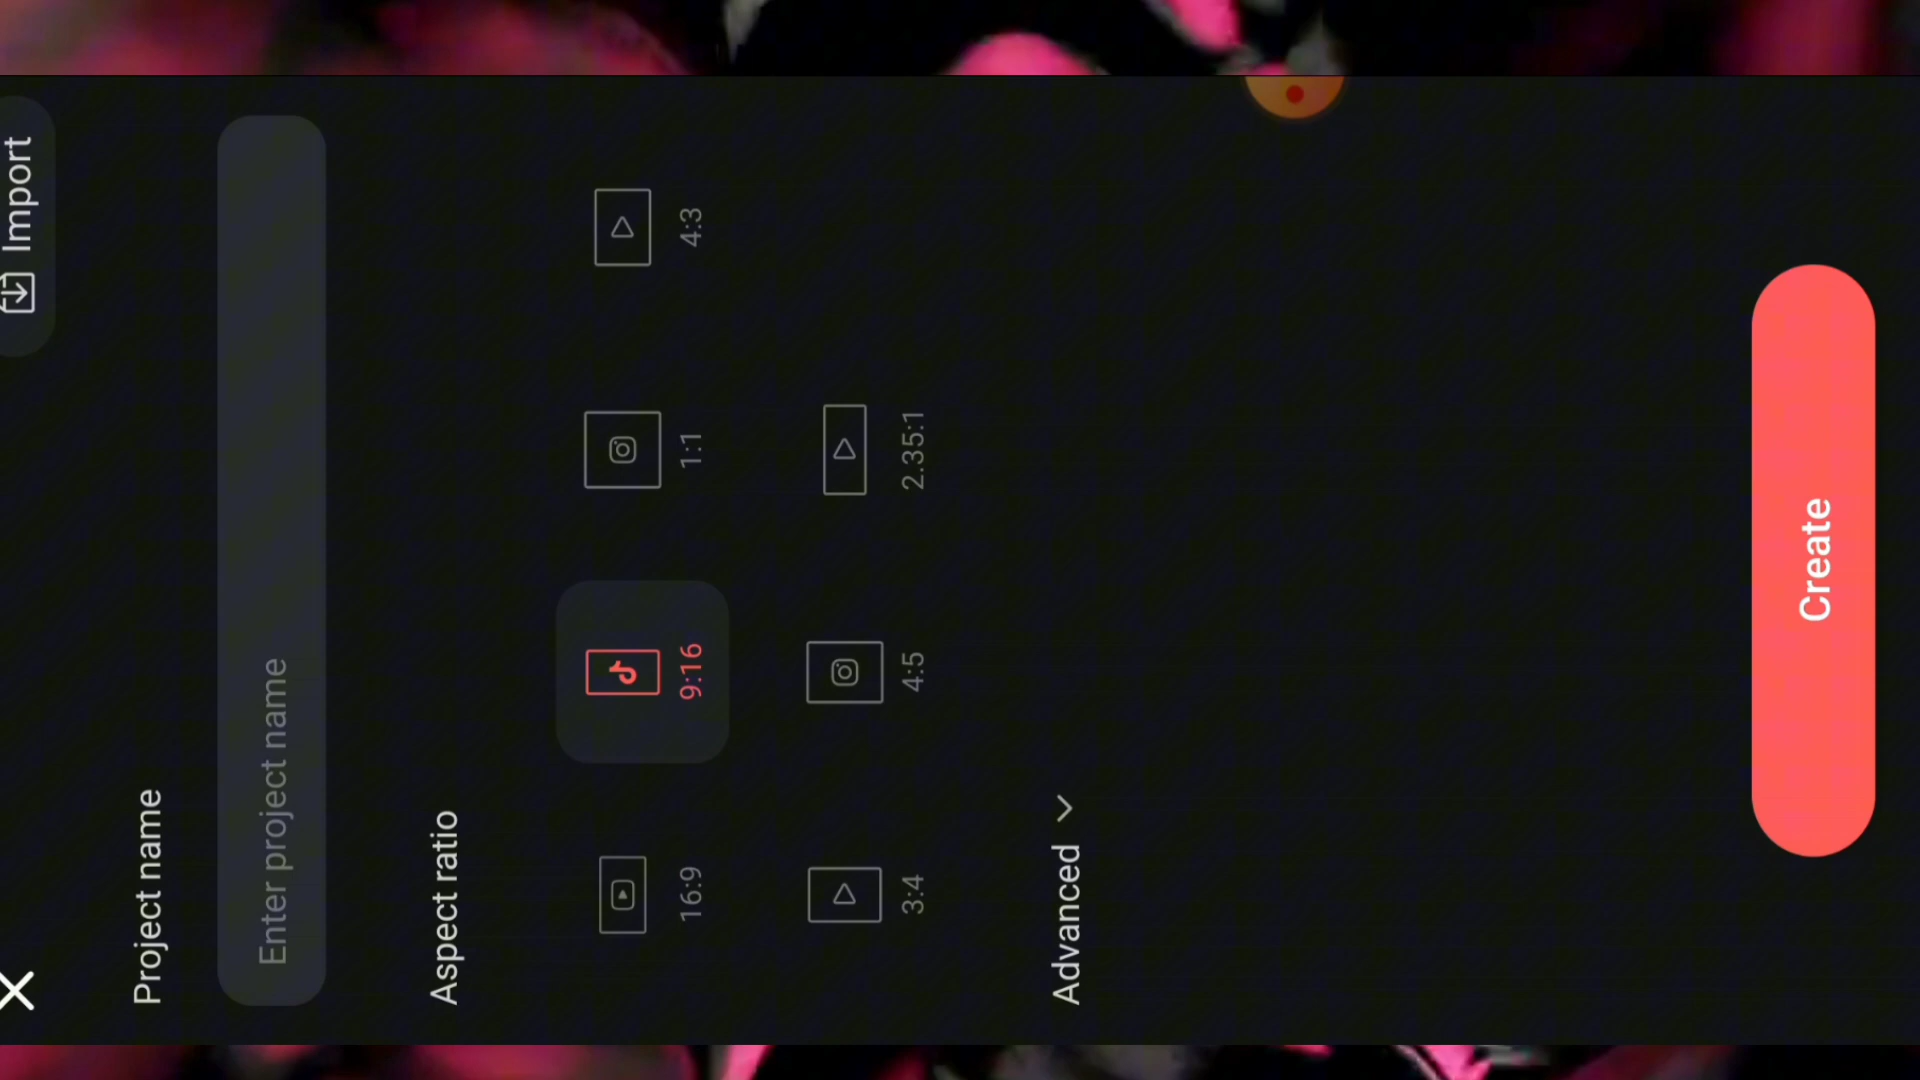 Import
Project name
Enter project name
Aspect ratio
16:9
9:16
1:1
4:3
3:4
4:5
2.35:1
Advanced
Create